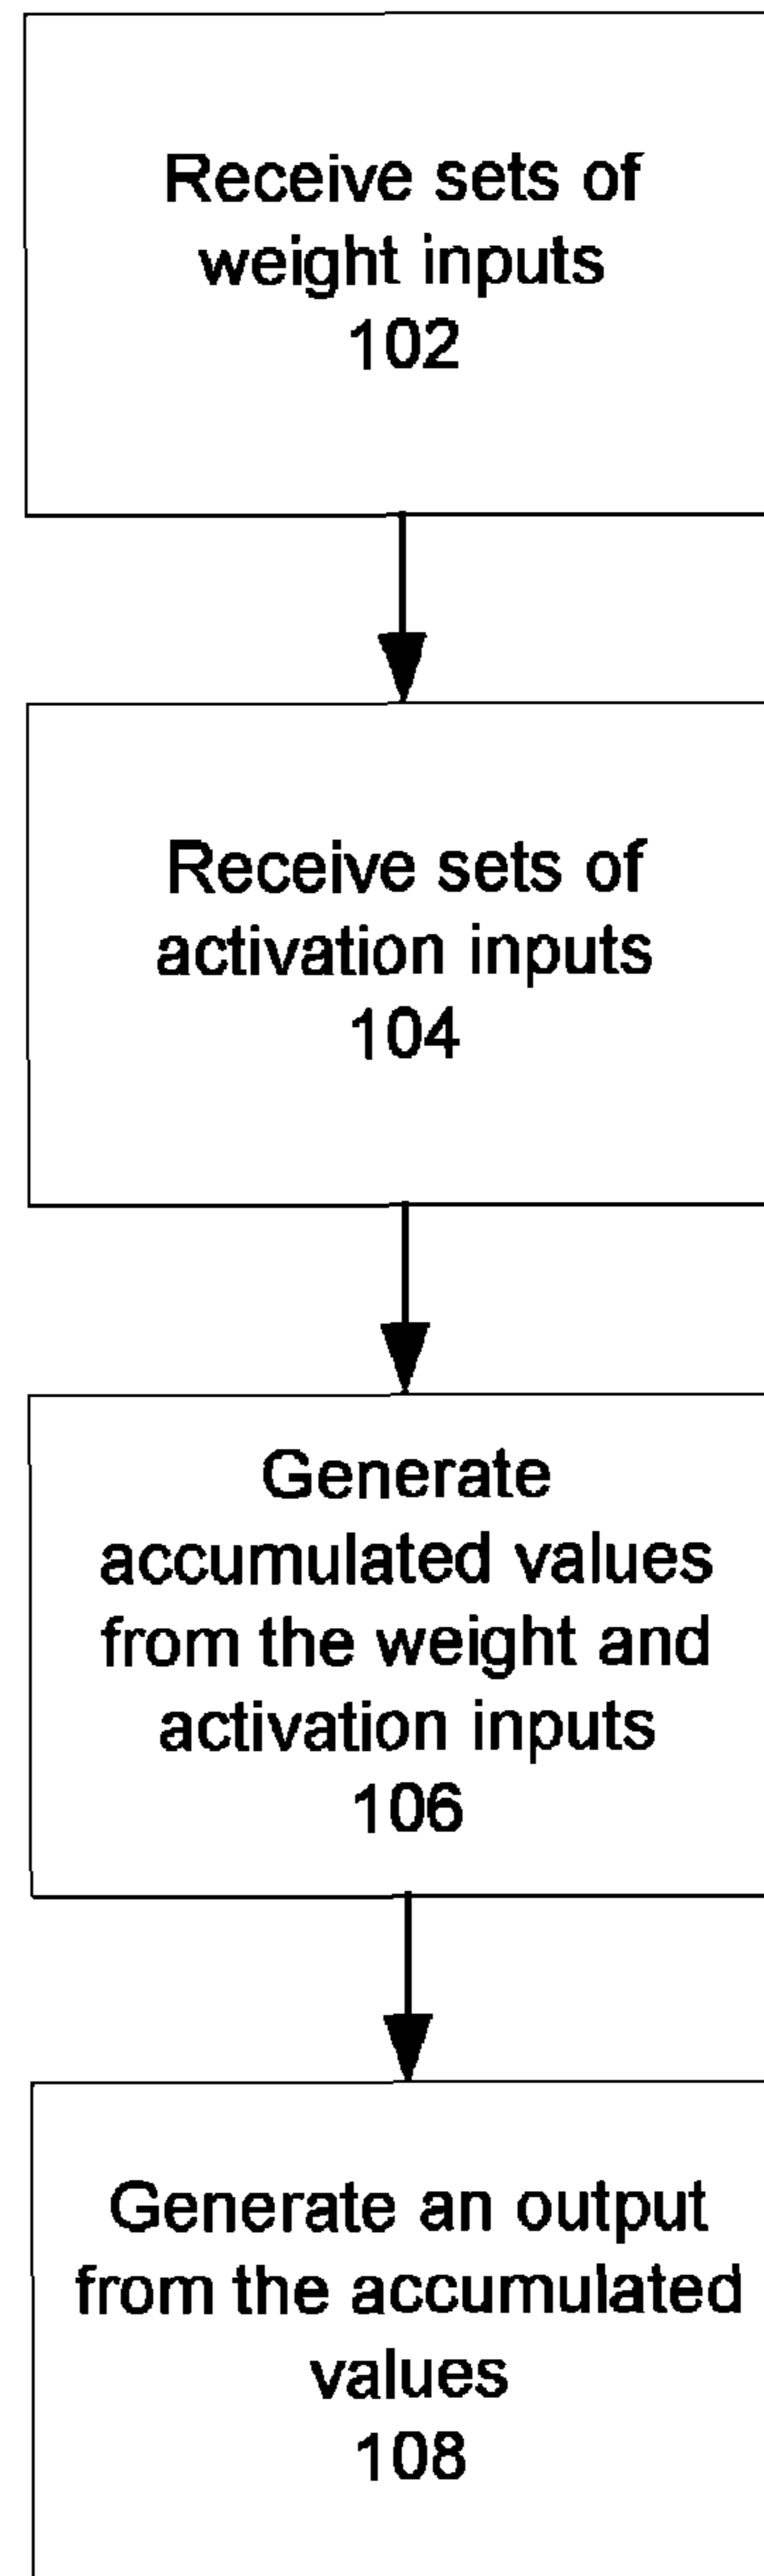 Receive sets of
weight inputs
102
Receive sets of
activation inputs
104
Generate
accumulated values
from the weight and
activation inputs
106
Generate an output
from the accumulated
values
108